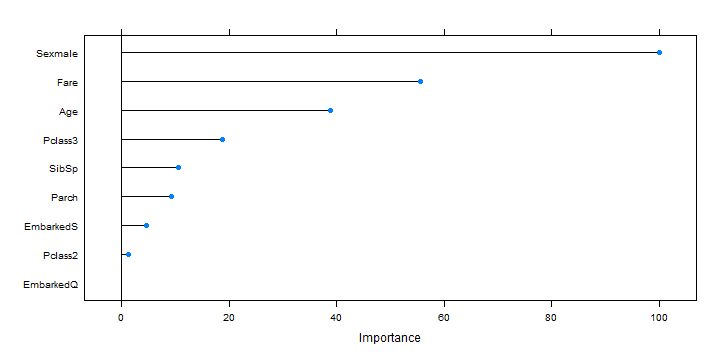 Sexmale
Fare
Age
Pclass3
SibSp
Parch
EmbarkedS
Pclass2
EmbarkedQ
0 20 40 60 80 100
Importance